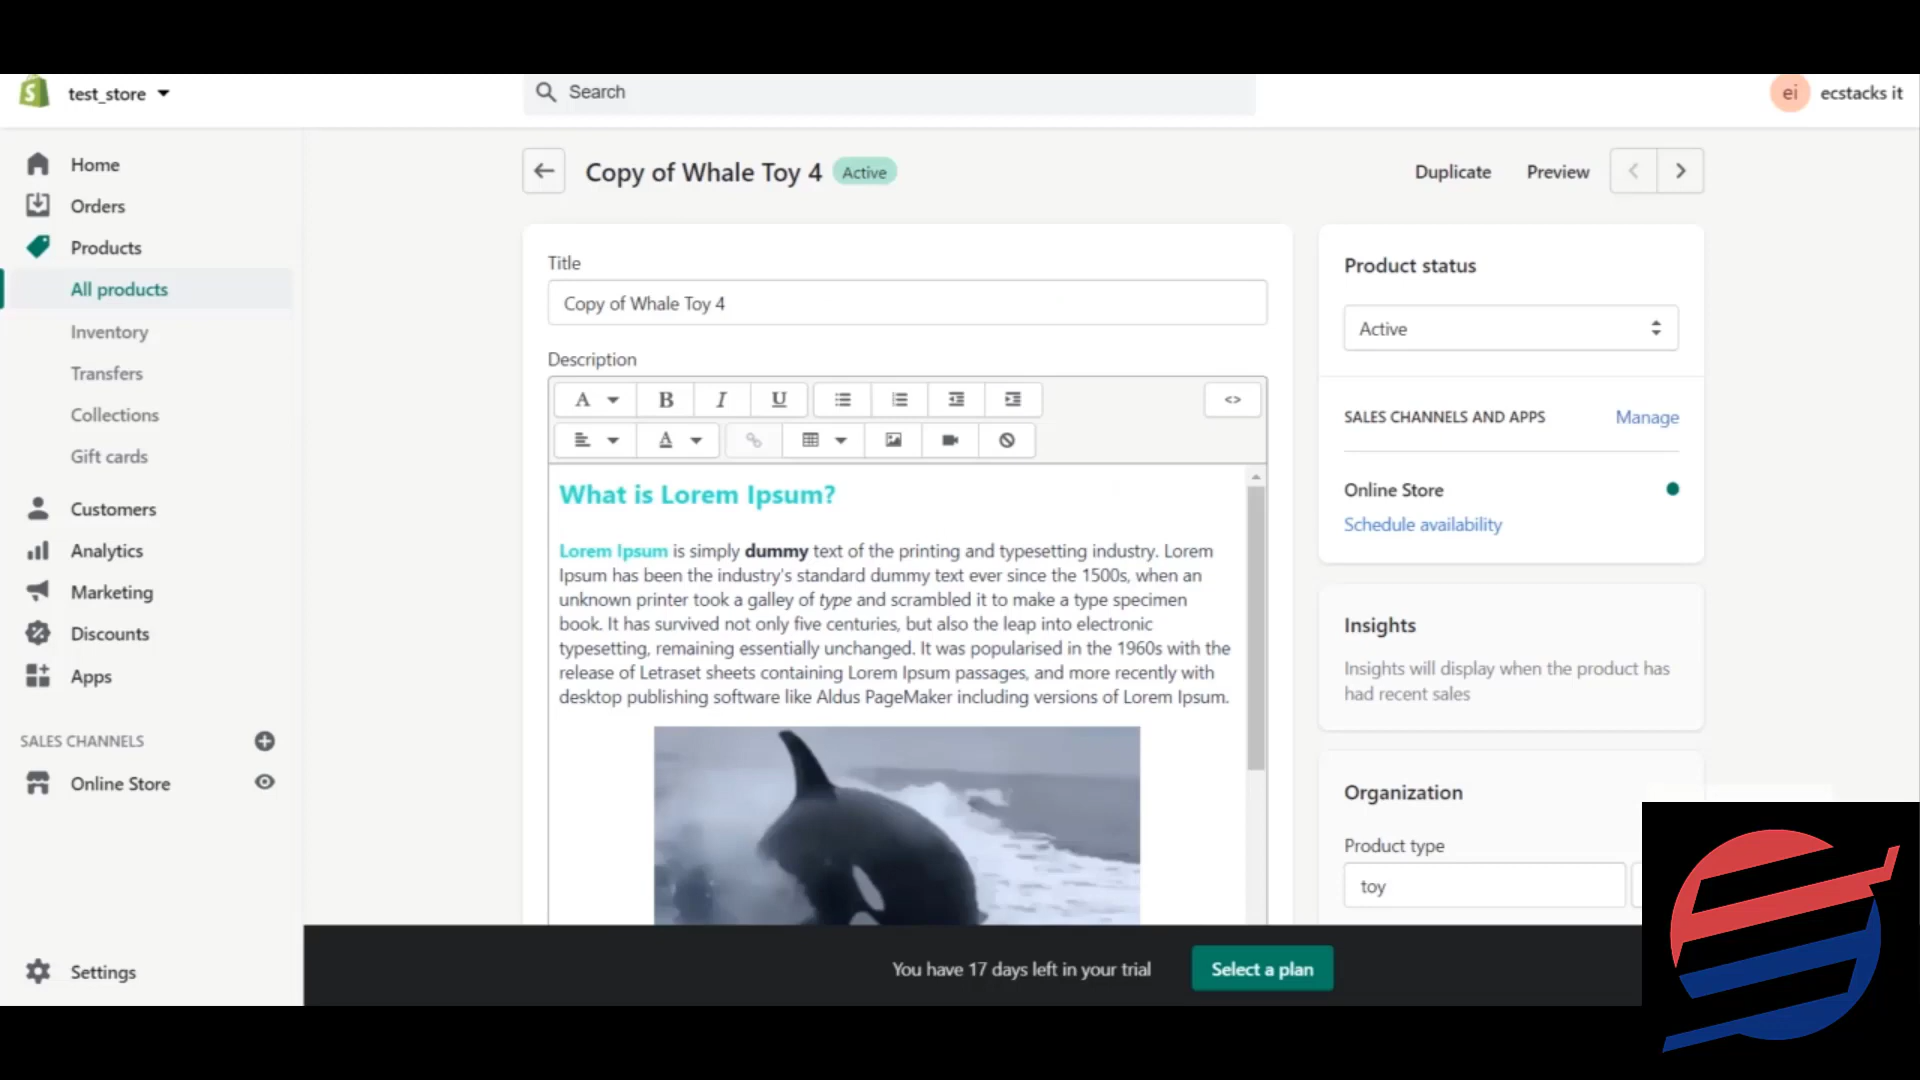 test_store
Search
ei
ecstacks it
Home
Orders
Products
All products
Inventory
Transfers
Collections
Gift cards
Customers
Analytics
Marketing
Discounts
Apps
SALES CHANNELS
Online Store
Settings
Copy of Whale Toy 4
Active
Duplicate
Preview
Title
Copy of Whale Toy 4
Description
A
B
I
U
<>
A
What is Lorem Ipsum?
Lorem Ipsum is simply dummy text of the printing and typesetting industry. Lorem
Ipsum has been the industry's standard dummy text ever since the 1500s, when an
unknown printer took a galley of type and scrambled it to make a type specimen
book. It has survived not only five centuries, but also the leap into electronic
typesetting, remaining essentially unchanged. It was popularised in the 1960s with the
release of Letraset sheets containing Lorem Ipsum passages, and more recently with
desktop publishing software like Aldus PageMaker including versions of Lorem Ipsum.
Product status
Active
SALES CHANNELS AND APPS
Manage
Online Store
Schedule availability
Insights
Insights will display when the product has
had recent sales
Organization
Product type
toy
You have 17 days left in your trial
Select a plan